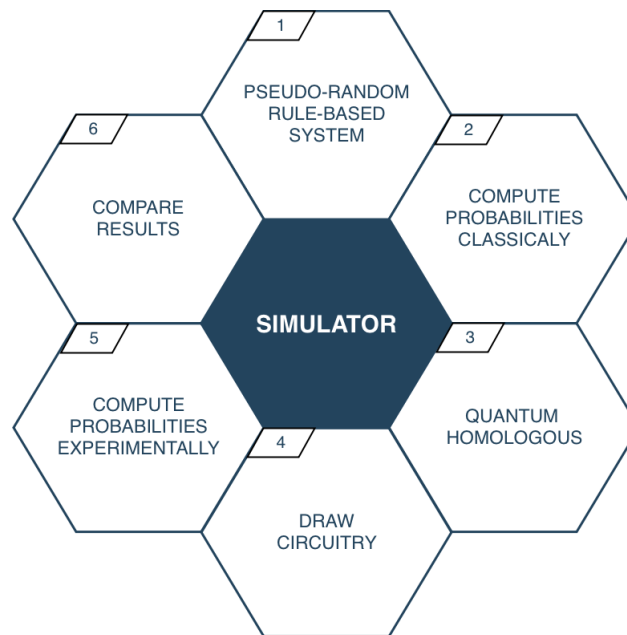 1
PSEUDO-RANDOM
RULE-BASED
SYSTEM
2
COMPUTE
PROBABILITIES
CLASSICALY
3
QUANTUM
HOMOLOGOUS
4
DRAW
CIRCUITRY
5
COMPUTE
PROBABILITIES
EXPERIMENTALLY
6
COMPARE
RESULTS
SIMULATOR